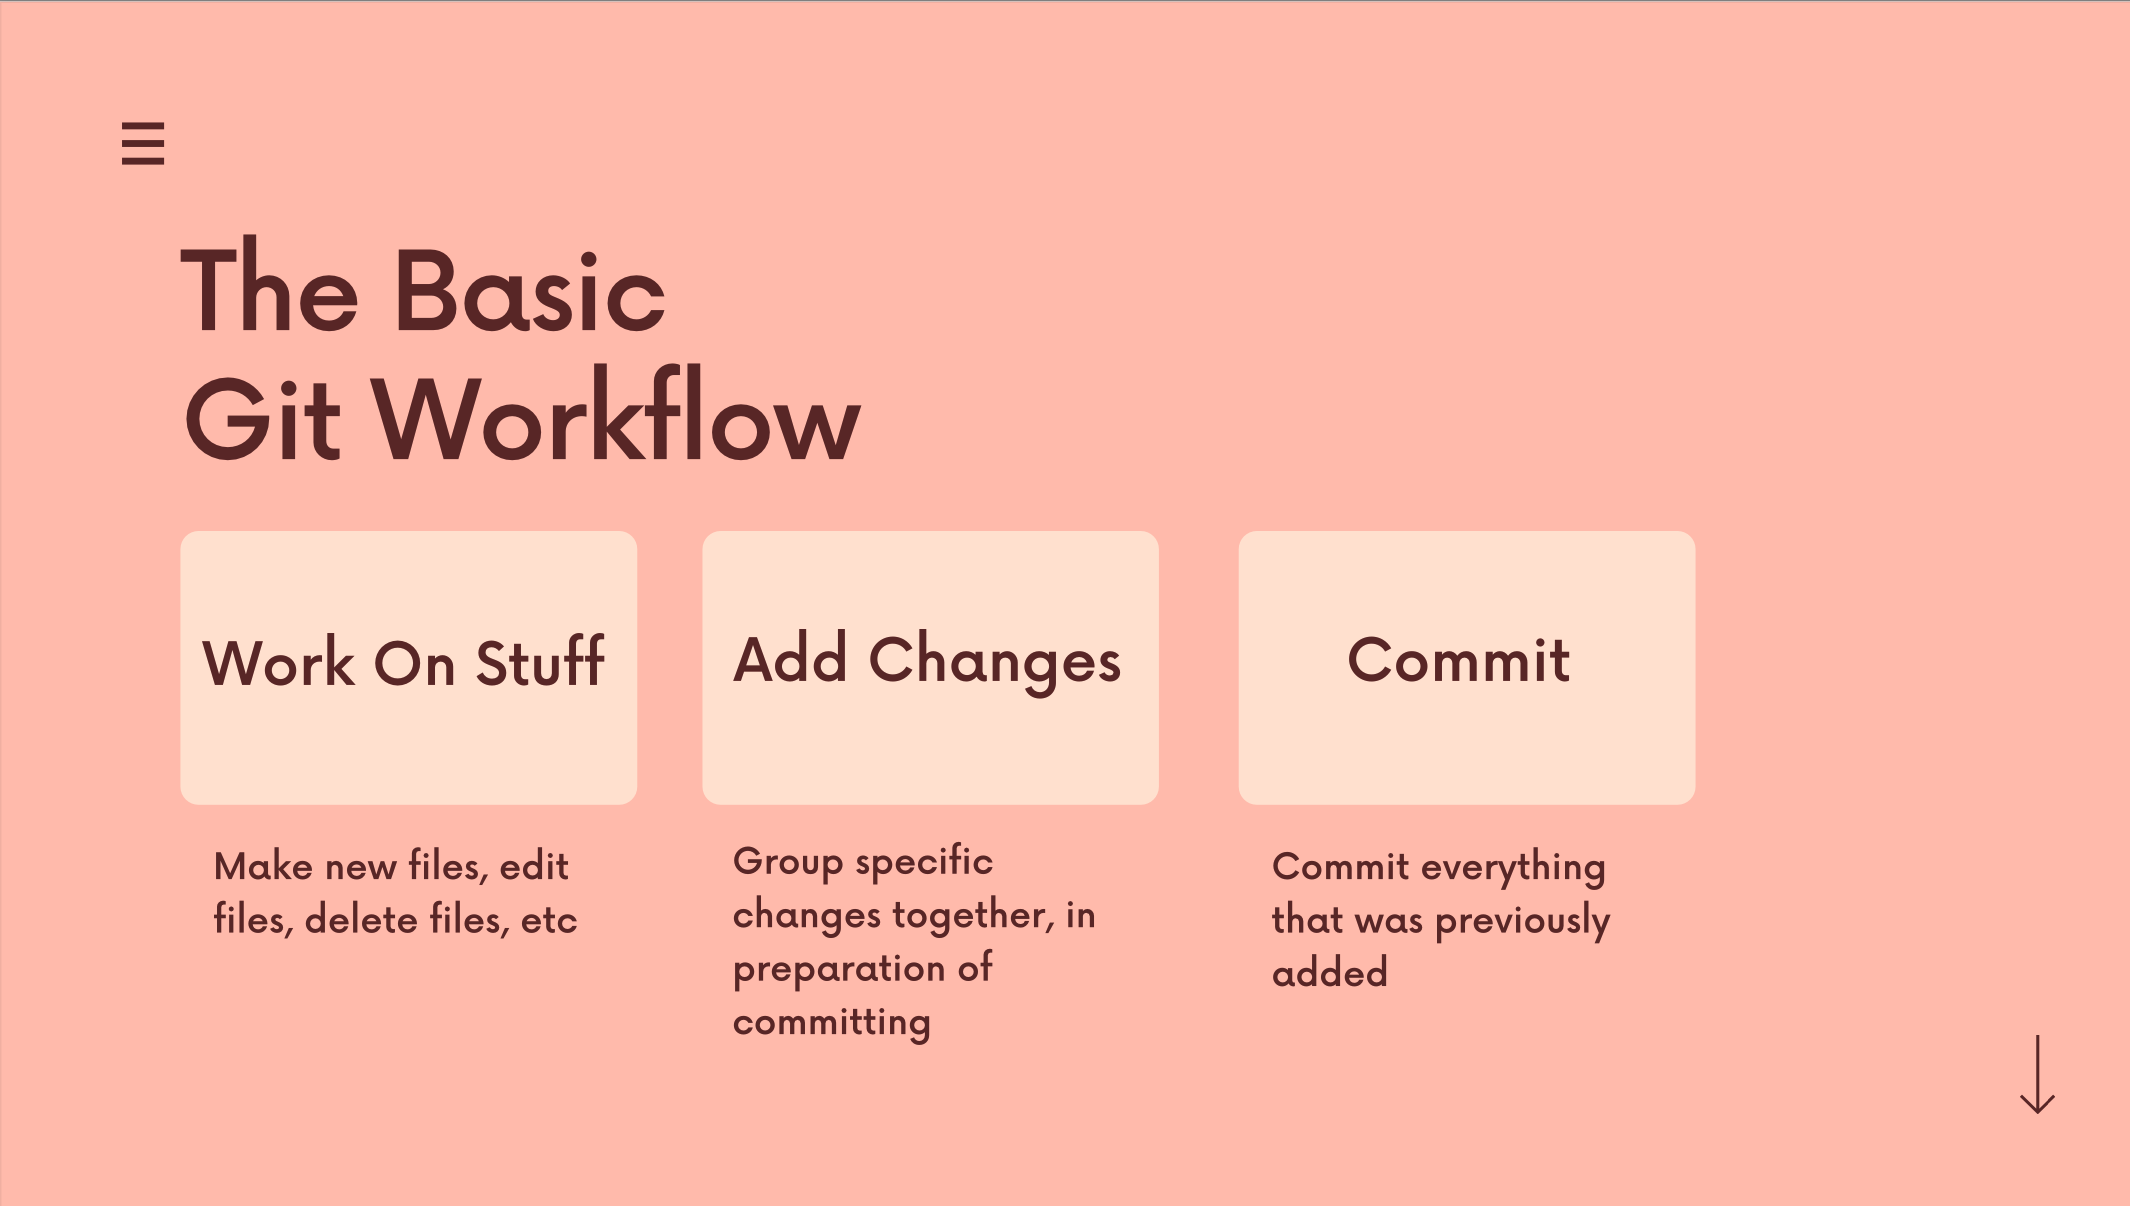 The Basic
Git Workflow
Work On Stuff
Make new files, edit
files, delete files, etc
Add Changes
Group specific
changes together, in
preparation of
committing
Commit
Commit everything
that was previously
added